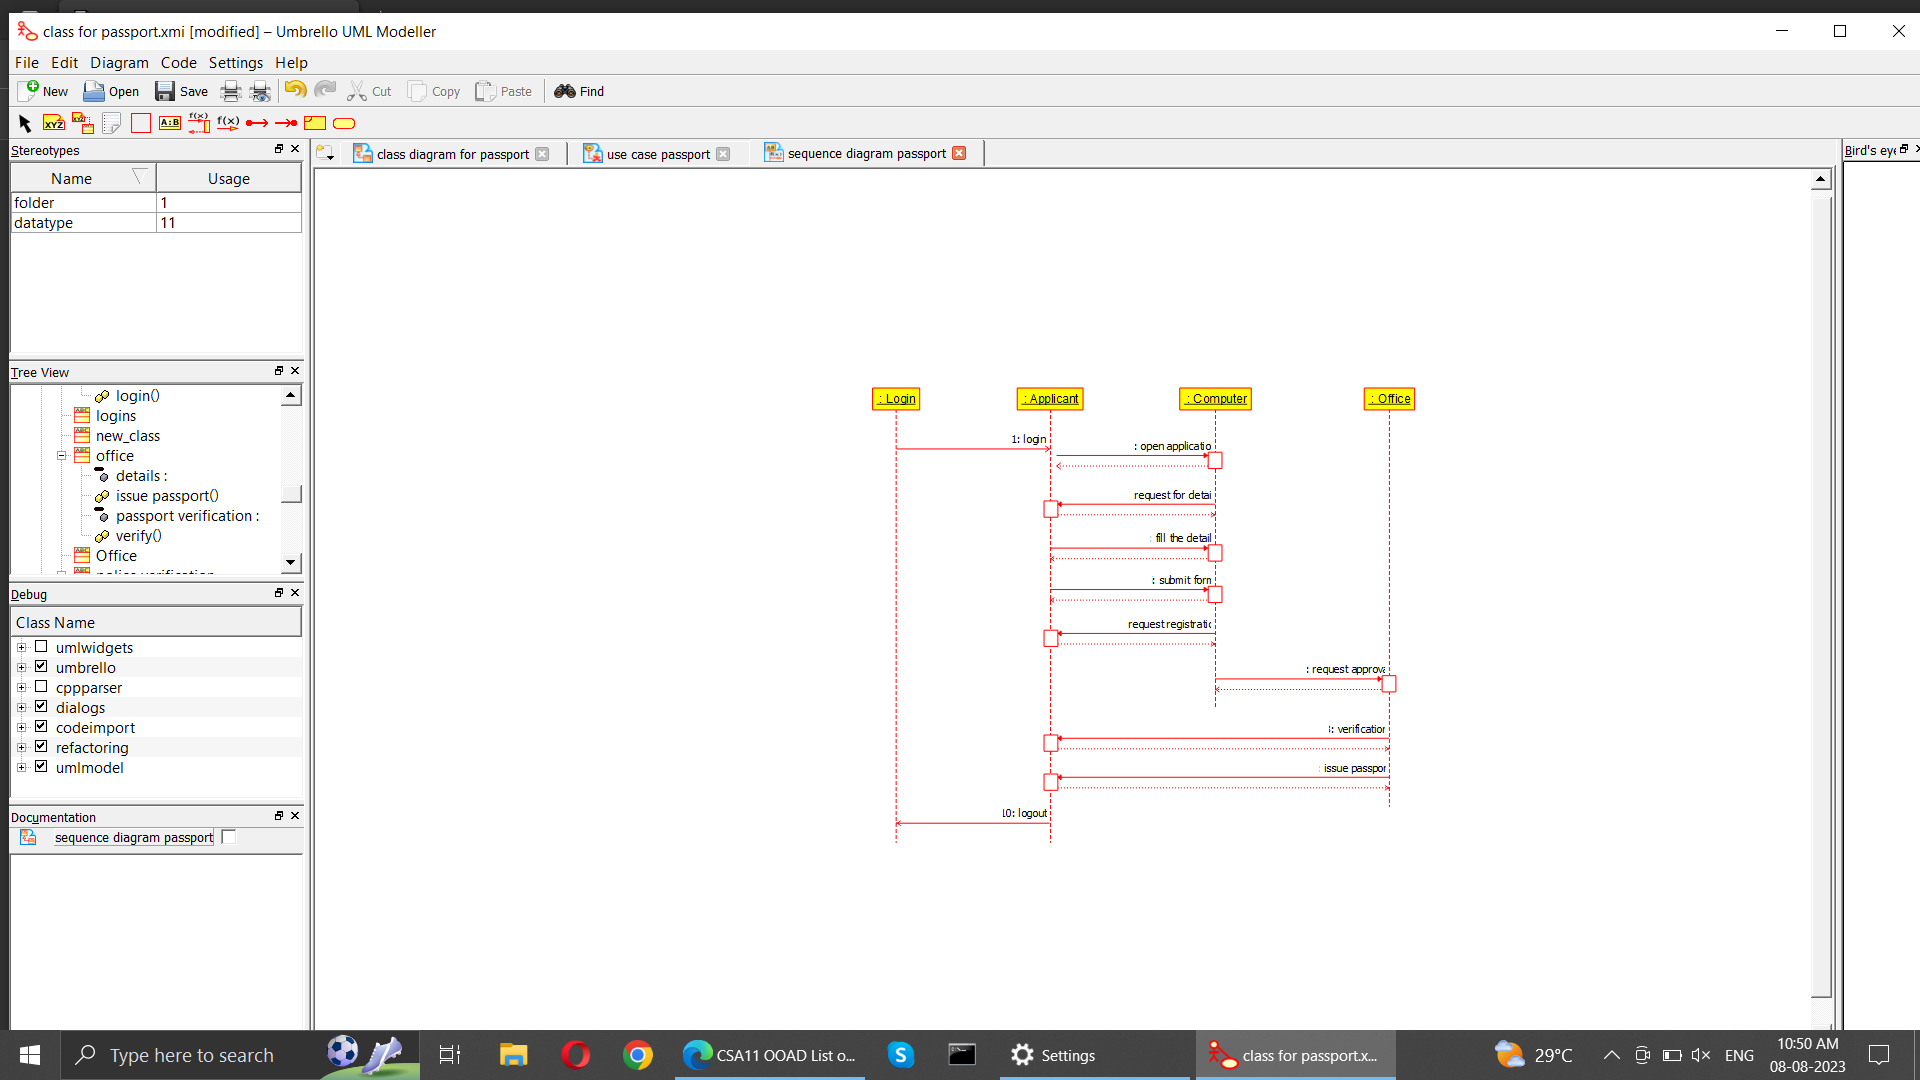 class for passport.xmi [modified] – Umbrello UML Modeller
File Edit Diagram Code Settings Help
New Open Save Cut Copy Paste Find
XYZ A:B f(x) f(x)
Stereotypes
class diagram for passport use case passport sequence diagram passport
Bird's eye
Name Usage
folder 1
datatype 11
Tree View
login()
logins
new_class
office
details :
issue passport()
passport verification :
verify()
Office
police verification
: Login : Applicant : Computer : Office
1: login
: open applicatio
request for detai
fill the detail
: submit forn
request registratic
: request approva
: verification
issue passpor
10: logout
Debug
Class Name
umlwidgets
umbrello
cppparser
dialogs
codeimport
refactoring
umlmodel
Documentation
sequence diagram passport
Type here to search
CSA11 OOAD List o...
Settings
class for passport.x...
29°C
ENG
10:50 AM
08-08-2023